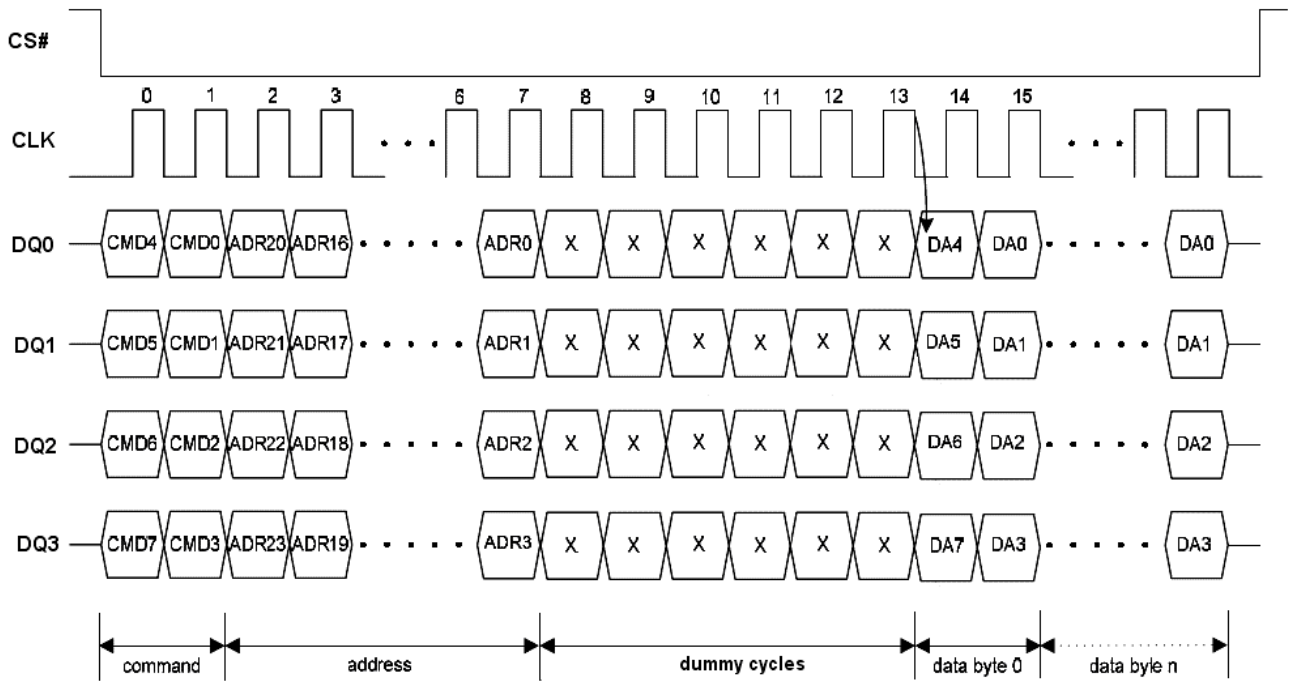 CS#
0 1 2 3 6 7 8 9 10 11 12 13 14 15
CLK
DQ0 CMD4 CMD0 ADR20 ADR16 ADR0 X X X X X X DA4 DA0 DA0
DQ1 CMD5 CMD1 ADR21 ADR17 ADR1 X X X X X X DA5 DA1 DA1
DQ2 CMD6 CMD2 ADR22 ADR18 ADR2 X X X X X X DA6 DA2 DA2
DQ3 CMD7 CMD3 ADR23 ADR19 ADR3 X X X X X X DA7 DA3 DA3
command address dummy cycles data byte 0 data byle n